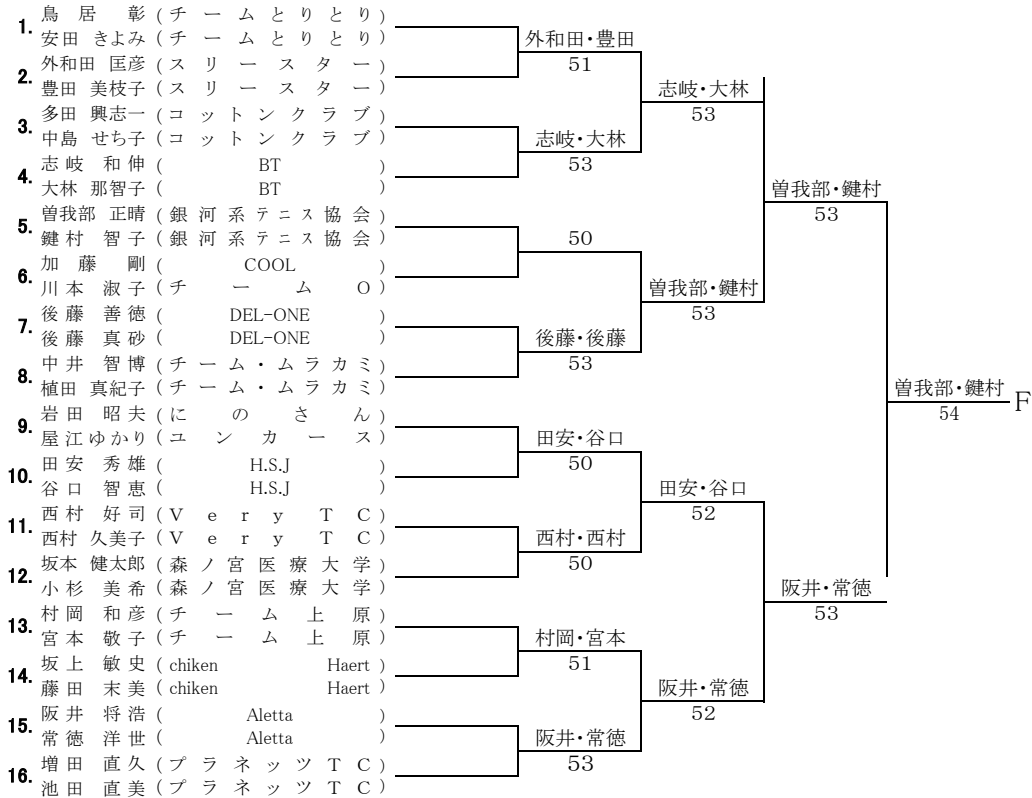 1. 鳥居 彰 (チームとりとり)
安田 きよみ (チームとりとり)
2. 外和田 匡彦 (スリースター)
豊田 美枝子 (スリースター)
3. 多田 興志一 (コットンクラブ)
中島 せち子 (コットンクラブ)
4. 志岐 和伸 (BT)
大林 那智子 (BT)
5. 曽我部 正晴 (銀河系テニス協会)
鍵村 智子 (銀河系テニス協会)
6. 加藤 剛 (COOL)
川本 淑子 (チームO)
7. 後藤 善徳 (DEL-ONE)
後藤 真砂 (DEL-ONE)
8. 中井 智博 (チーム・ムラカミ)
植田 真紀子 (チーム・ムラカミ)
9. 岩田 昭夫 (にのさん)
屋江ゆかり (ユンカース)
10. 田安 秀雄 (H.S.J)
谷口 智恵 (H.S.J)
11. 西村 好司 (Very TC)
西村 久美子 (Very TC)
12. 坂本 健太郎 (森ノ宮医療大学)
小杉 美希 (森ノ宮医療大学)
13. 村岡 和彦 (チーム上原)
宮本 敬子 (チーム上原)
14. 坂上 敏史 (chiken Haert)
藤田 末美 (chiken Haert)
15. 阪井 将浩 (Aletta)
常徳 洋世 (Aletta)
16. 増田 直久 (プラネッツTC)
池田 直美 (プラネッツTC)
外和田・豊田
51
志岐・大林
53
50
後藤・後藤
53
田安・谷口
50
西村・西村
50
村岡・宮本
51
阪井・常徳
53
志岐・大林
53
曽我部・鍵村
53
田安・谷口
52
阪井・常徳
52
曽我部・鍵村
53
阪井・常徳
53
曽我部・鍵村
54
F